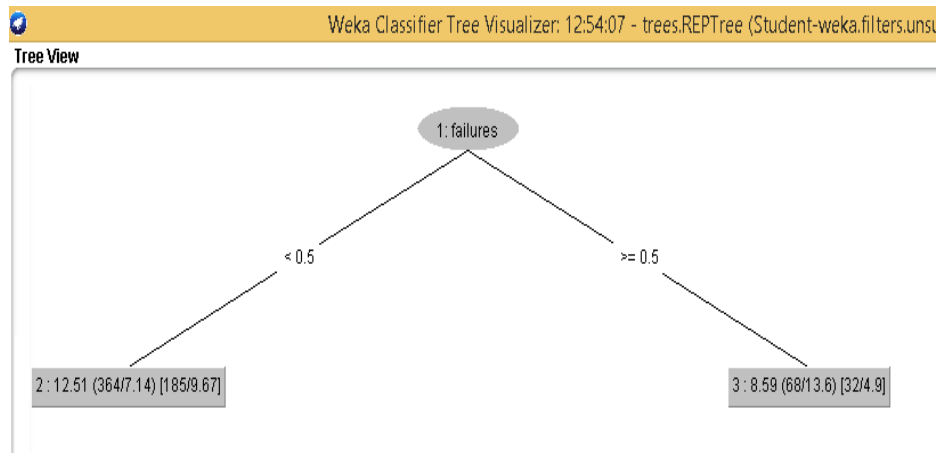 Weka Classifier Tree Visualizer: 12:54:07 - trees.REPTree (Student-weka.filters.unsu
Tree View
1: failures
< 0.5
>= 0.5
2 : 12.51 (364/7.14) [185/9.67]
3 : 8.59 (68/13.6) [32/4.9]